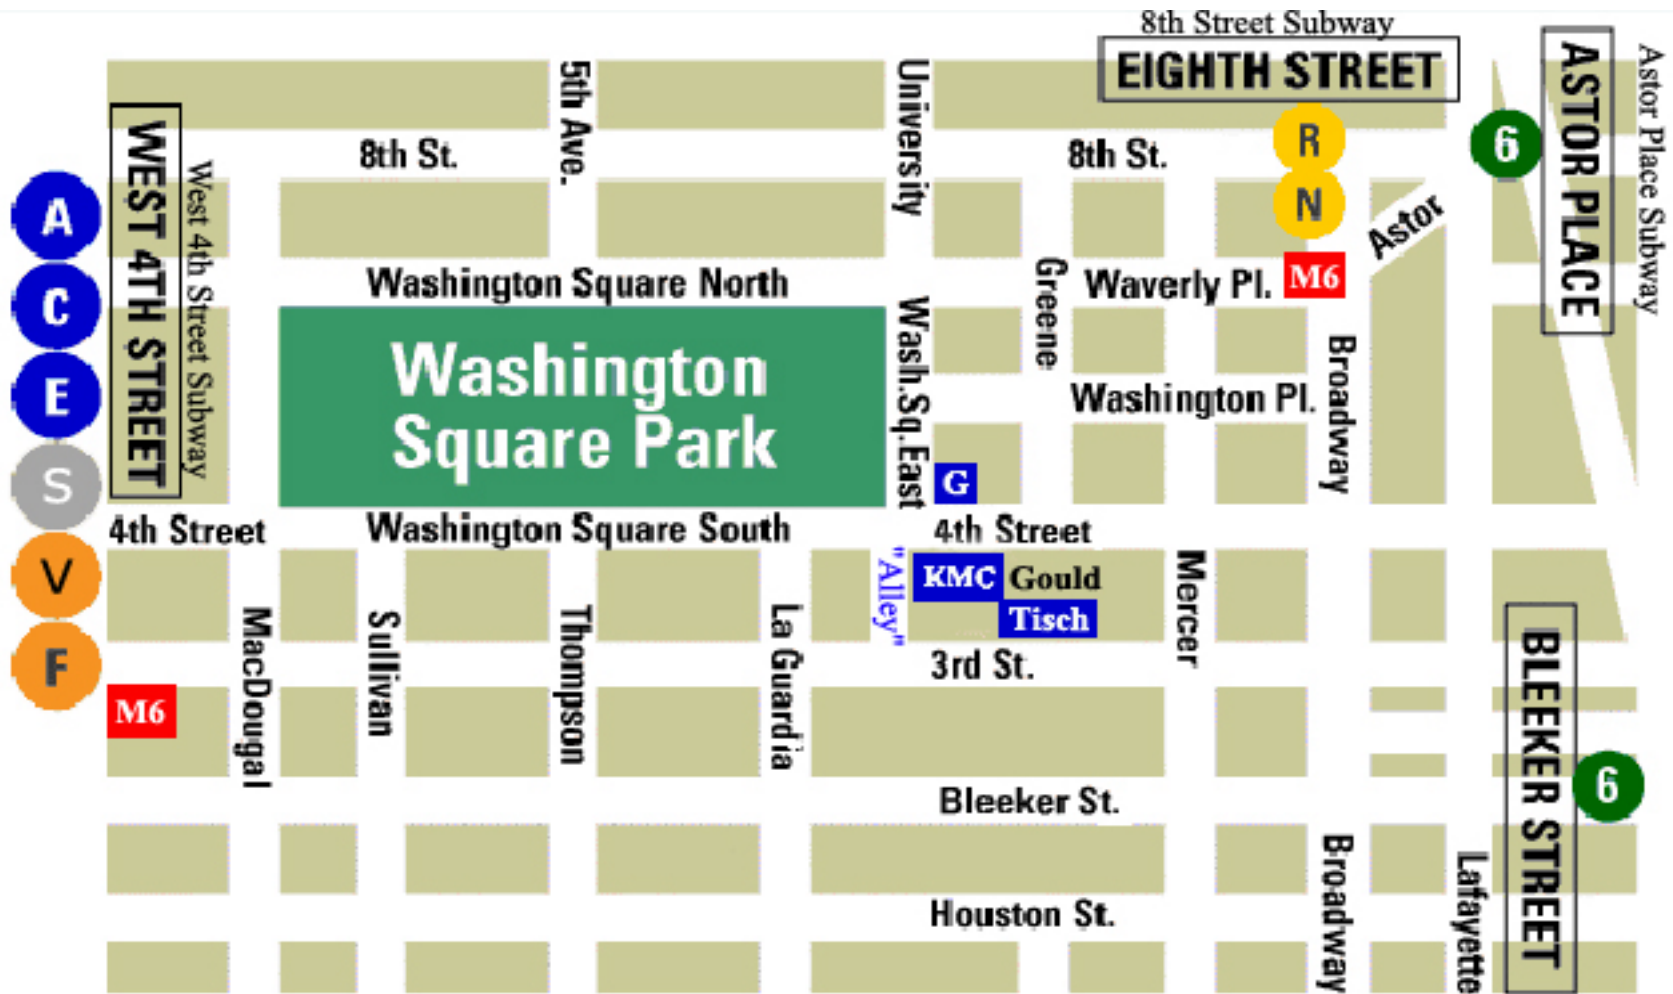 8th Street Subway
EIGHTH STREET
ASTOR PLACE
Astor Place Subway
5th Ave.
University
8th St.
8th St.
R
N
6
WEST 4TH STREET
West 4th Street Subway
A
C
E
S
V
F
M6
Astor
Washington Square North
Greene
Waverly Pl.
M6
Washington
Square Park
Wash.Sq.East
Washington Pl.
Broadway
G
4th Street
Washington Square South
4th Street
"Alley"
KMC
Gould
Tisch
Mercer
MacDougal
Sullivan
Thompson
La Guardia
3rd St.
BLEEKER STREET
6
Bleeker St.
Broadway
Lafayette
Houston St.